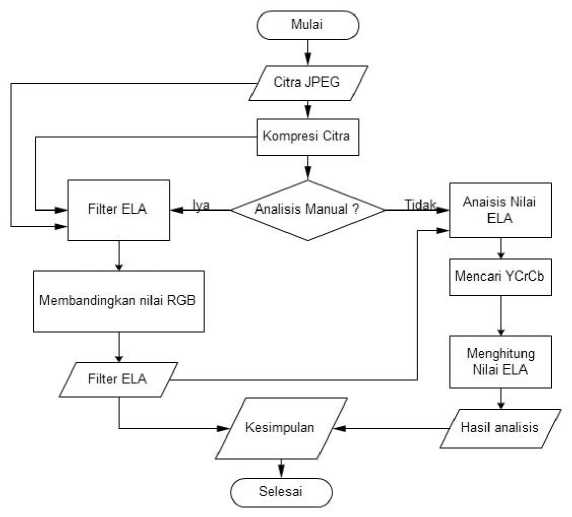 Mulai
Citra JPEG
Kompresi Citra
Filter ELA
Iya
Analisis Manual ?
Tidak
Anaisis Nilai
ELA
Membandingkan nilai RGB
Mencari YCrCb
Filter ELA
Menghitung
Nilai ELA
Kesimpulan
Hasil analisis
Selesai